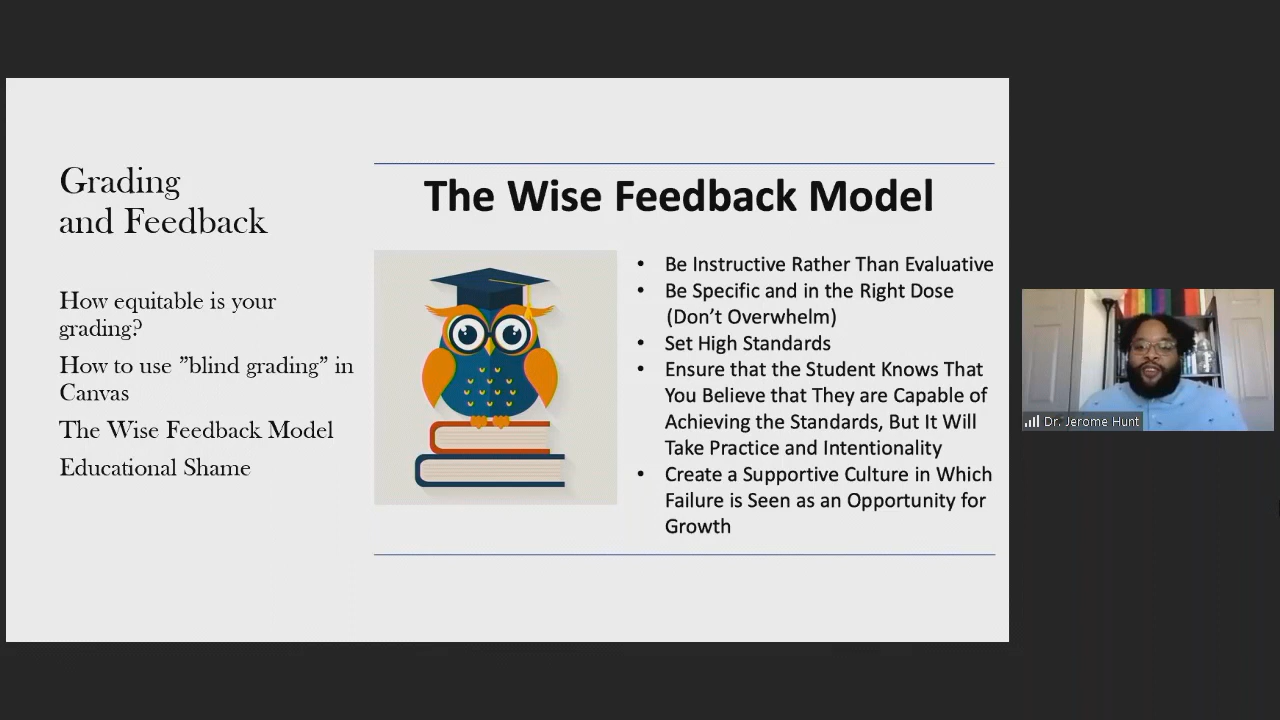 Grading
and Feedback
How equitable is your
grading?
How to use ”blind grading” in
Canvas
The Wise Feedback Model
Educational Shame
The Wise Feedback Model
• Be Instructive Rather Than Evaluative
• Be Specific and in the Right Dose
(Don’t Overwhelm)
• Set High Standards
• Ensure that the Student Knows That
You Believe that They are Capable of
Achieving the Standards, But It Will
Take Practice and Intentionality
• Create a Supportive Culture in Which
Failure is Seen as an Opportunity for
Growth
Dr. Jerome Hunt